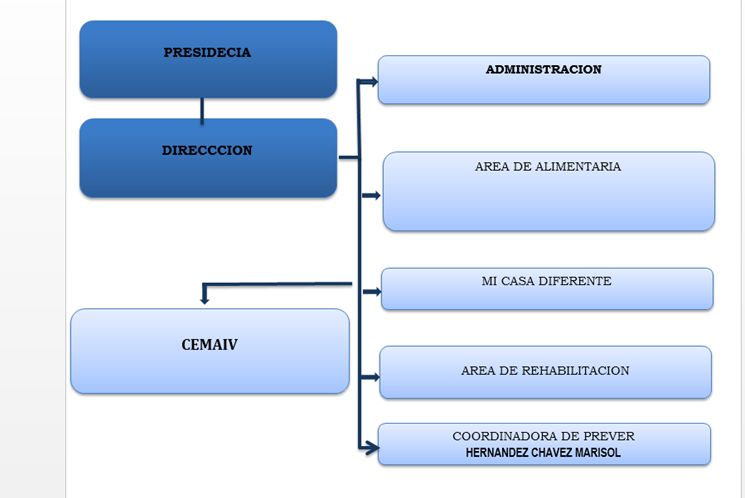 PRESIDECIA
DIRECCCION
ADMINISTRACION
AREA DE ALIMENTARIA
MI CASA DIFERENTE
CEMAIV
AREA DE REHABILITACION
COORDINADORA DE PREVER
HERNANDEZ CHAVEZ MARISOL